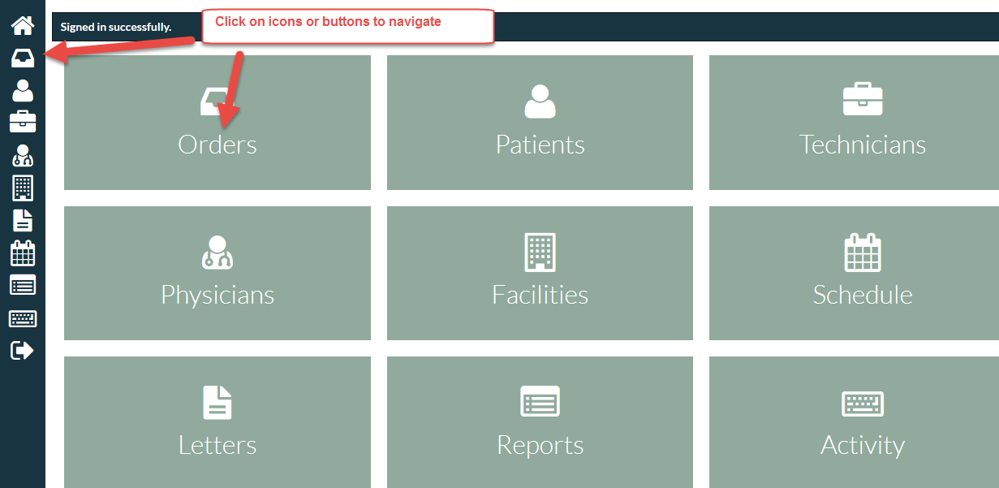 Signed in successfully.
Click on icons or buttons to navigate
Orders
Patients
Technicians
Physicians
Facilities
Schedule
Letters
Reports
Activity